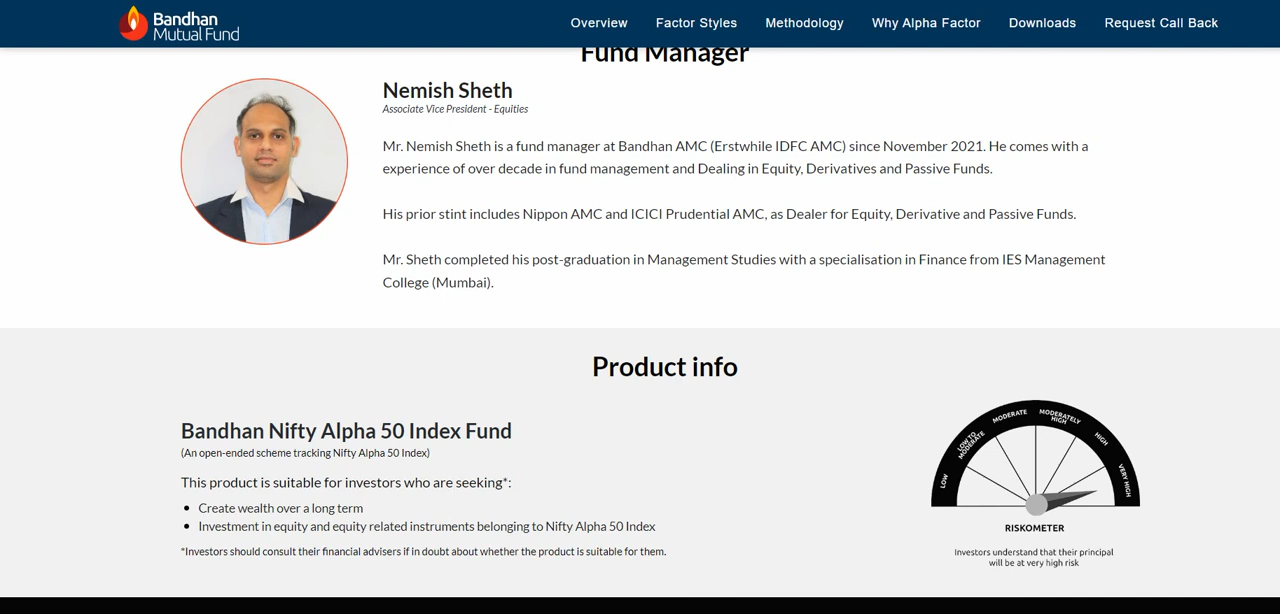 Bandhan
Mutual Fund
Overview
Factor Styles
Methodology
Why Alpha Factor
Downloads
Request Call Back
Fund Manager
Nemish Sheth
Associate Vice President - Equities
Mr. Nemish Sheth is a fund manager at Bandhan AMC (Erstwhile IDFC AMC) since November 2021. He comes with a
experience of over decade in fund management and Dealing in Equity, Derivatives and Passive Funds.
His prior stint includes Nippon AMC and ICICI Prudential AMC, as Dealer for Equity, Derivative and Passive Funds.
Mr. Sheth completed his post-graduation in Management Studies with a specialisation in Finance from IES Management
College (Mumbai).
Product info
Bandhan Nifty Alpha 50 Index Fund
(An open-ended scheme tracking Nifty Alpha 50 Index)
This product is suitable for investors who are seeking*:
Create wealth over a long term
Investment in equity and equity related instruments belonging to Nifty Alpha 50 Index
*Investors should consult their financial advisers if in doubt about whether the product is suitable for them.
LOW
LOW TO
MODERATE
MODERATE
MODERATELY
HIGH
HIGH
VERY HIGH
RISKOMETER
Investors understand that their principal
will be at very high risk